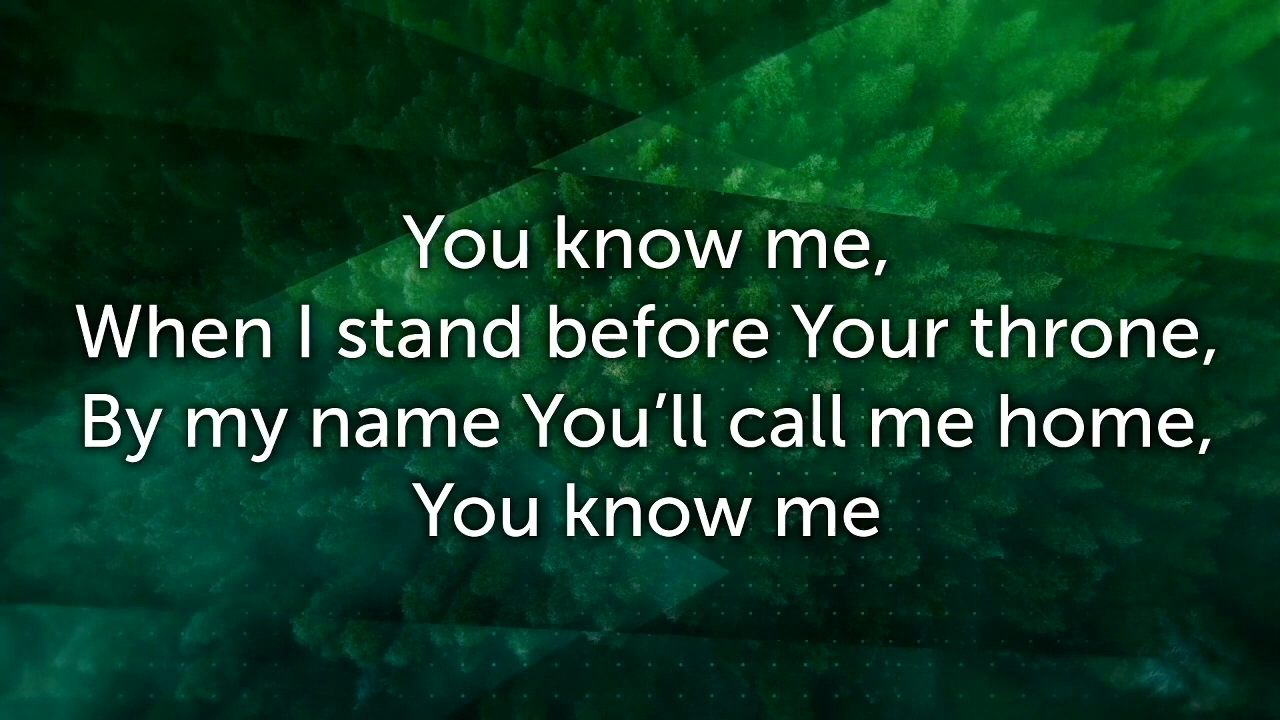 You know me,
When I stand before Your throne,
By my name You’ll call me home,
You know me